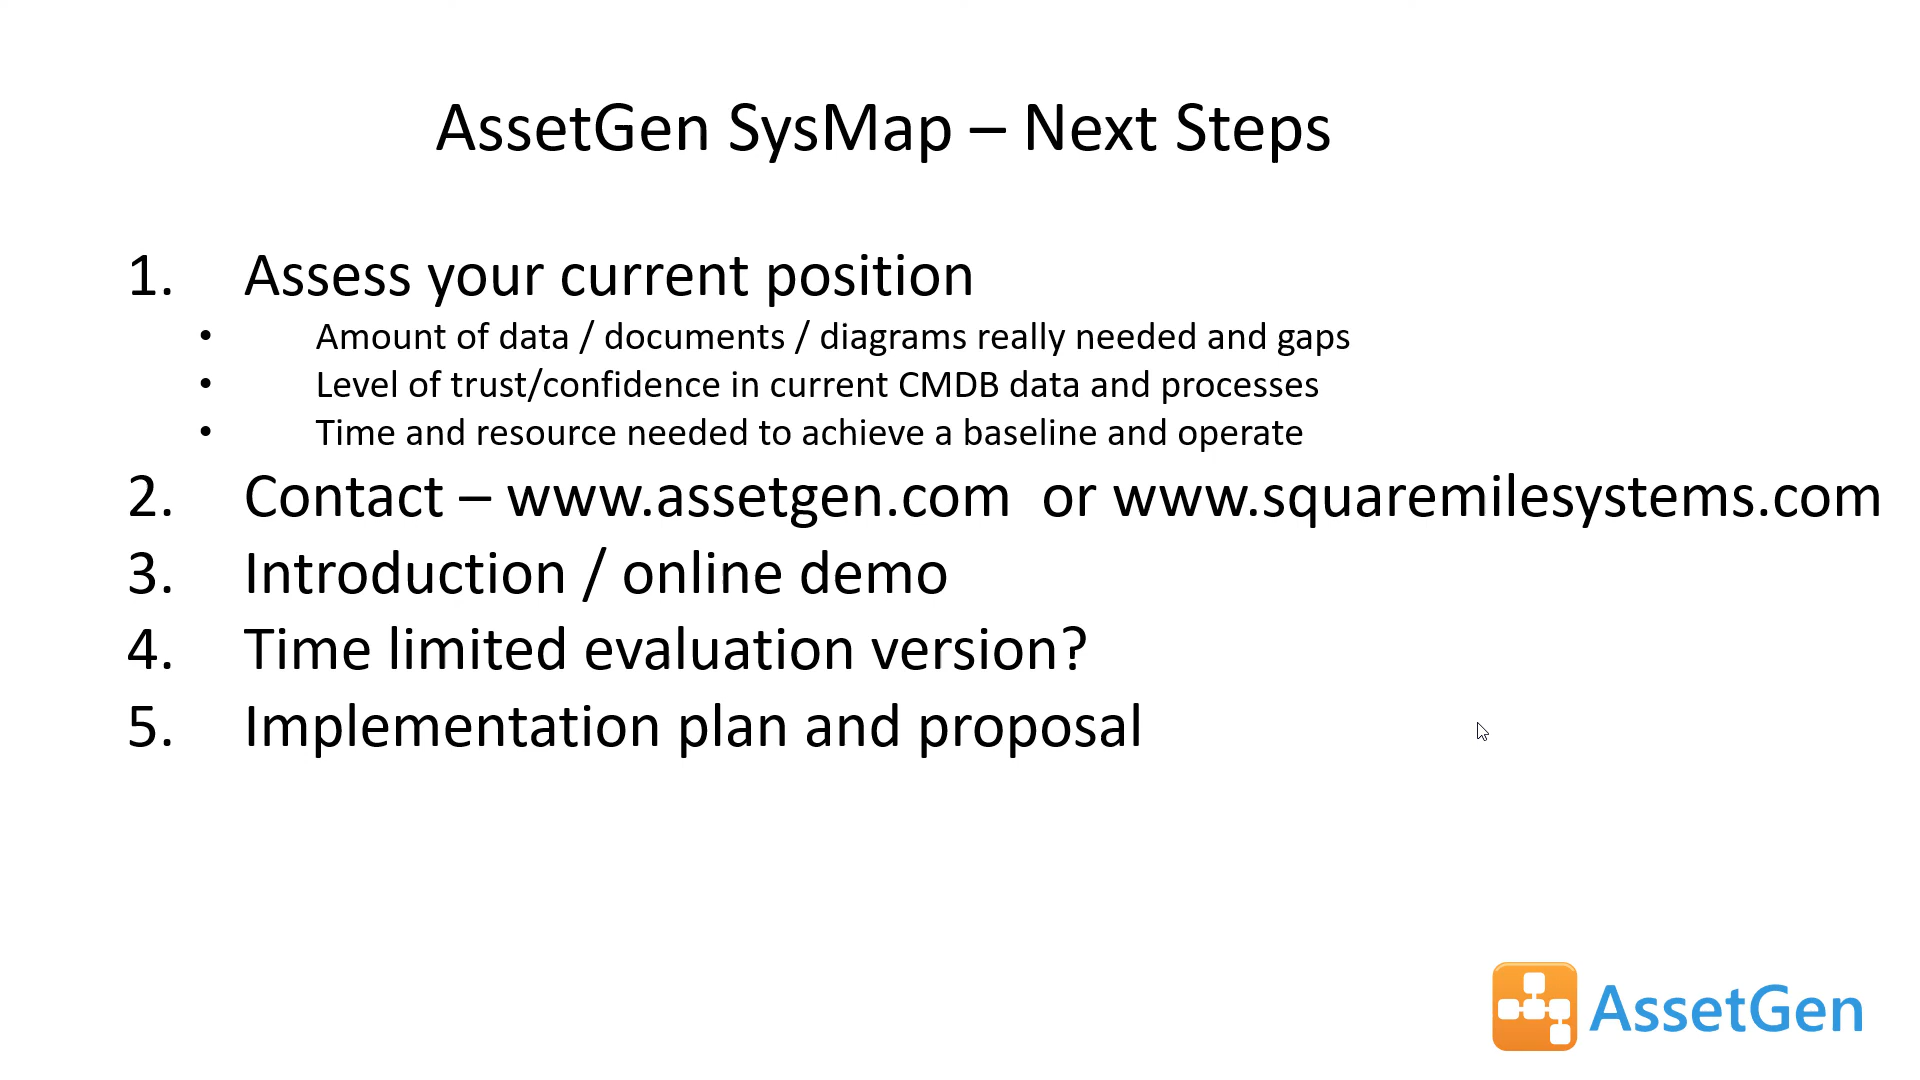 AssetGen SysMap – Next Steps
1. Assess your current position
• Amount of data / documents / diagrams really needed and gaps
• Level of trust/confidence in current CMDB data and processes
• Time and resource needed to achieve a baseline and operate
2. Contact – www.assetgen.com or www.squaremilesystems.com
3. Introduction / online demo
4. Time limited evaluation version?
5. Implementation plan and proposal
AssetGen